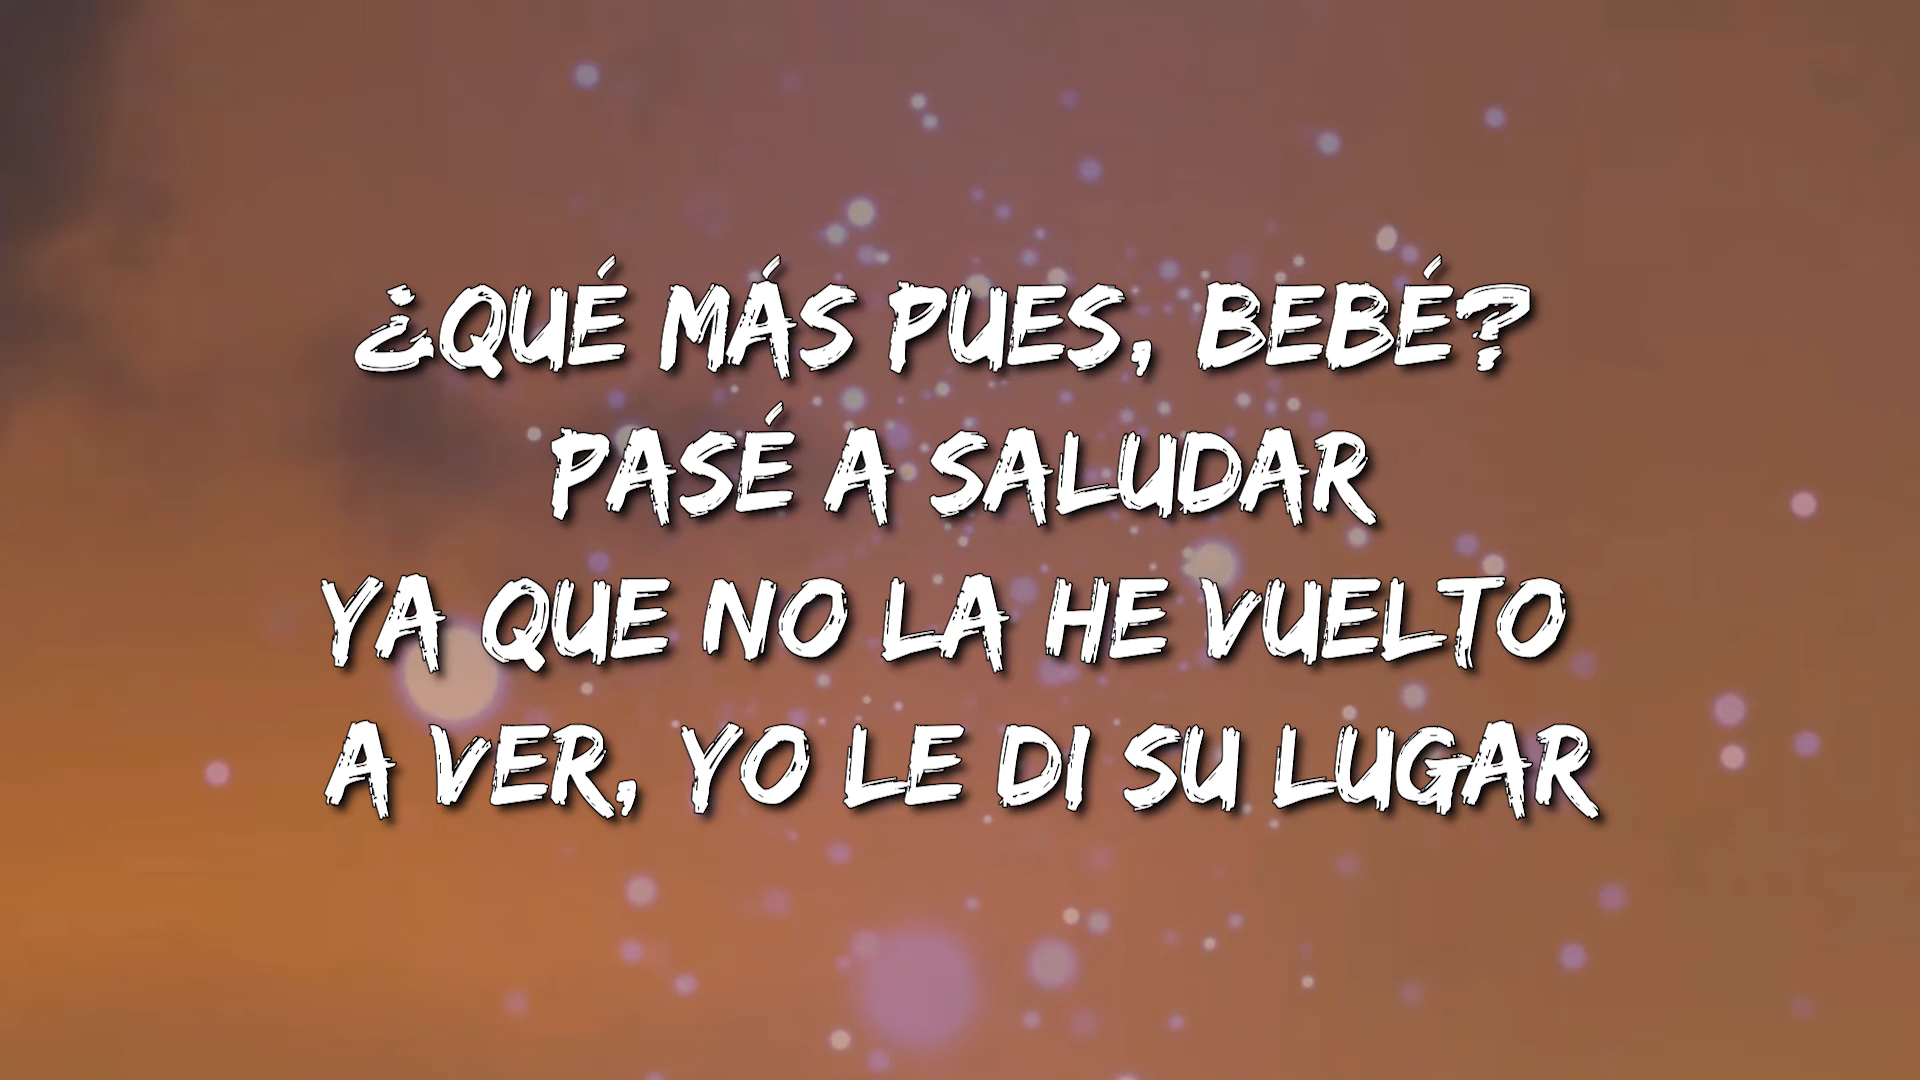 ¿QUÉ MÁS PUES, BEBÉ?
PASÉ A SALUDAR
YA QUE NO LA HE VUELTO
A VER, YO LE DI SU LUGAR